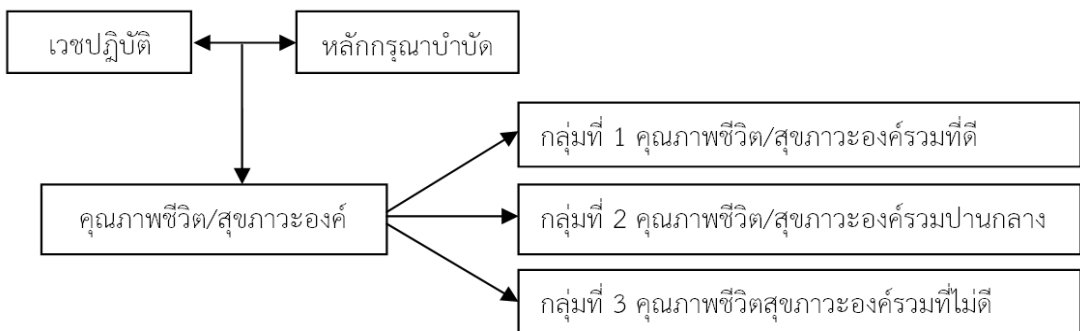 เวชปฎิบัติ
หลักกรุณาบำบัด
กลุ่มที่ 1 คุณภาพชีวิต/สุขภาวะองค์รวมที่ดี
คุณภาพชีวิต/สุขภาวะองค์
กลุ่มที่ 2 คุณภาพชีวิต/สุขภาวะองค์รวมปานกลาง
กลุ่มที่ 3 คุณภาพชีวิตสุขภาวะองค์รวมที่ไม่ดี